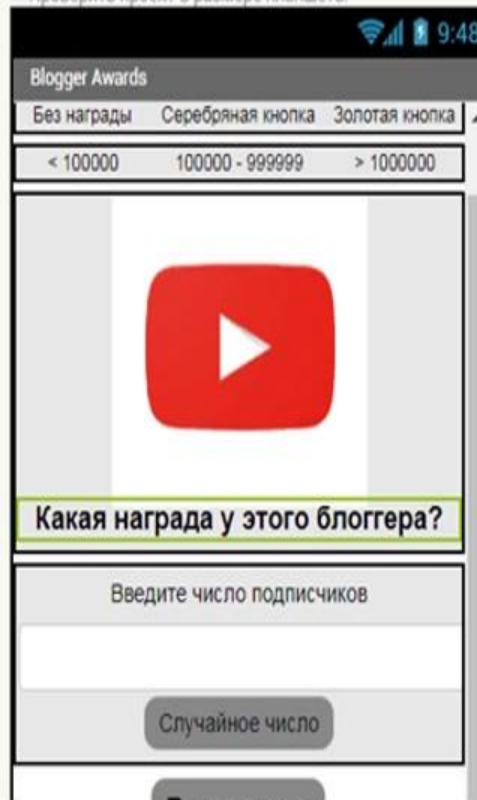 9:48
Blogger Awards
Без награды Серебряная кнопка Золотая кнопка
< 100000 100000 - 999999 > 1000000
Какая награда у этого блоггера?
Введите число подписчиков
Случайное число